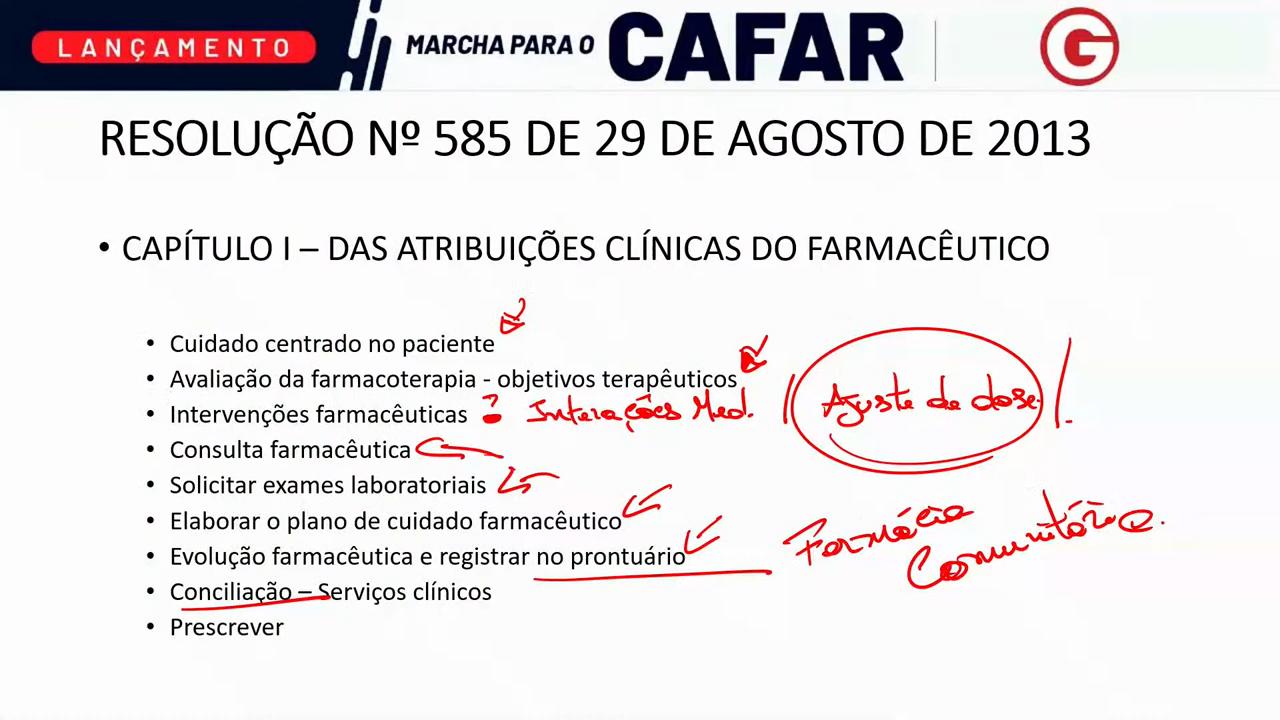 LANÇAMENTO MARCHA PARA O CAFAR G
RESOLUÇÃO Nº 585 DE 29 DE AGOSTO DE 2013
• CAPÍTULO I – DAS ATRIBUIÇÕES CLÍNICAS DO FARMACÊUTICO
• Cuidado centrado no paciente
• Avaliação da farmacoterapia - objetivos terapêuticos
• Intervenções farmacêuticas Interações Med. Ajuste de dose
• Consulta farmacêutica
• Solicitar exames laboratoriais
• Elaborar o plano de cuidado farmacêutico
• Evolução farmacêutica e registrar no prontuário
Farmácia
Comunitária.
• Conciliação – Serviços clínicos
• Prescrever